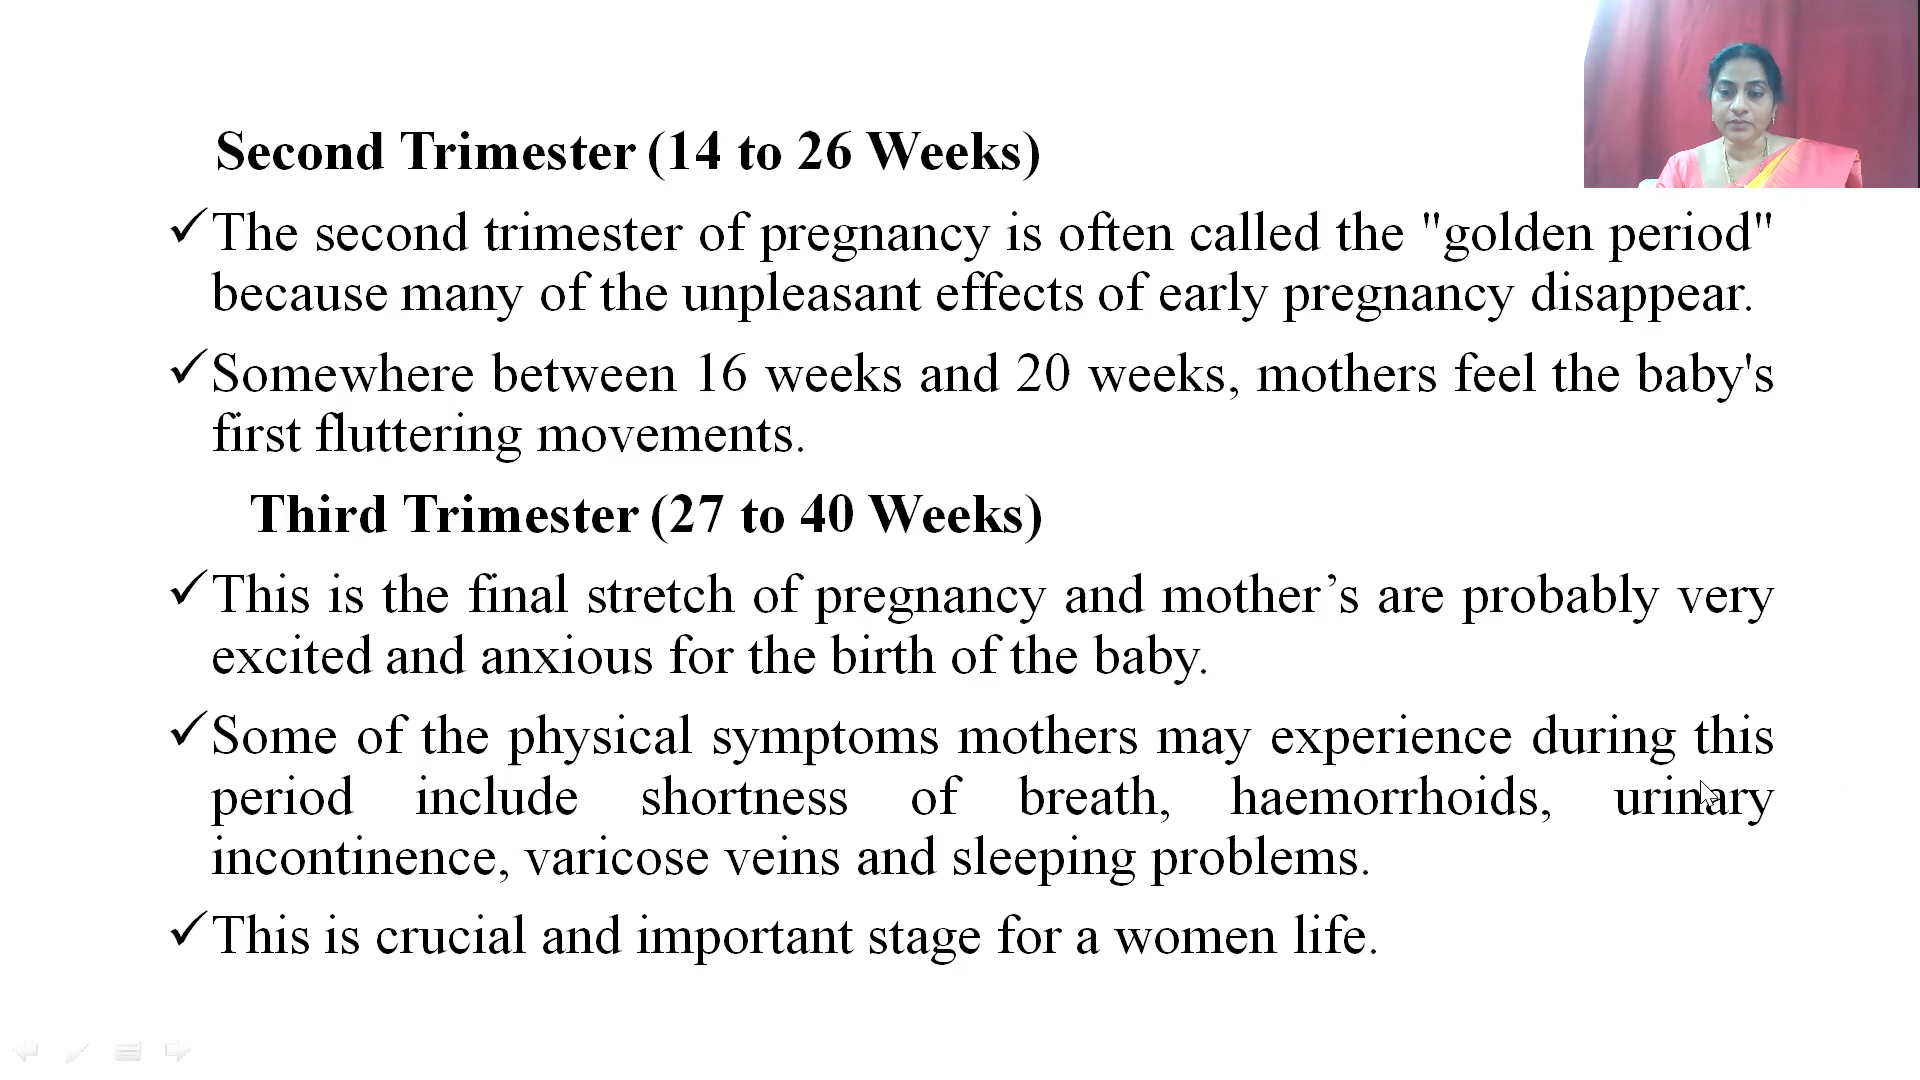 Second Trimester (14 to 26 Weeks)
✓The second trimester of pregnancy is often called the "golden period"
because many of the unpleasant effects of early pregnancy disappear.
✓Somewhere between 16 weeks and 20 weeks, mothers feel the baby's
first fluttering movements.
Third Trimester (27 to 40 Weeks)
✓This is the final stretch of pregnancy and mother’s are probably very
excited and anxious for the birth of the baby.
✓Some of the physical symptoms mothers may experience during this
period include shortness of breath, haemorrhoids, urinary
incontinence, varicose veins and sleeping problems.
✓This is crucial and important stage for a women life.